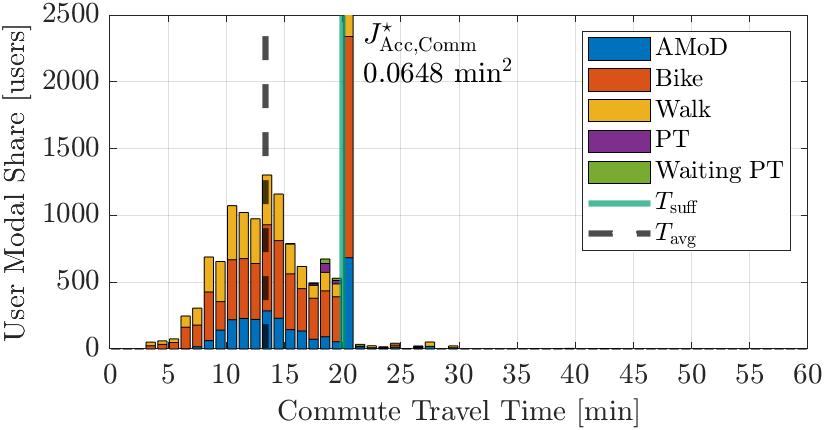 2500
2000
1500
1000
500
0
User Modal Share [users]
J⋆Acc,Comm
0.0648 min²
AMoD
Bike
Walk
PT
Waiting PT
Tsuff
Tavg
0 5 10 15 20 25 30 35 40 45 50 55 60
Commute Travel Time [min]